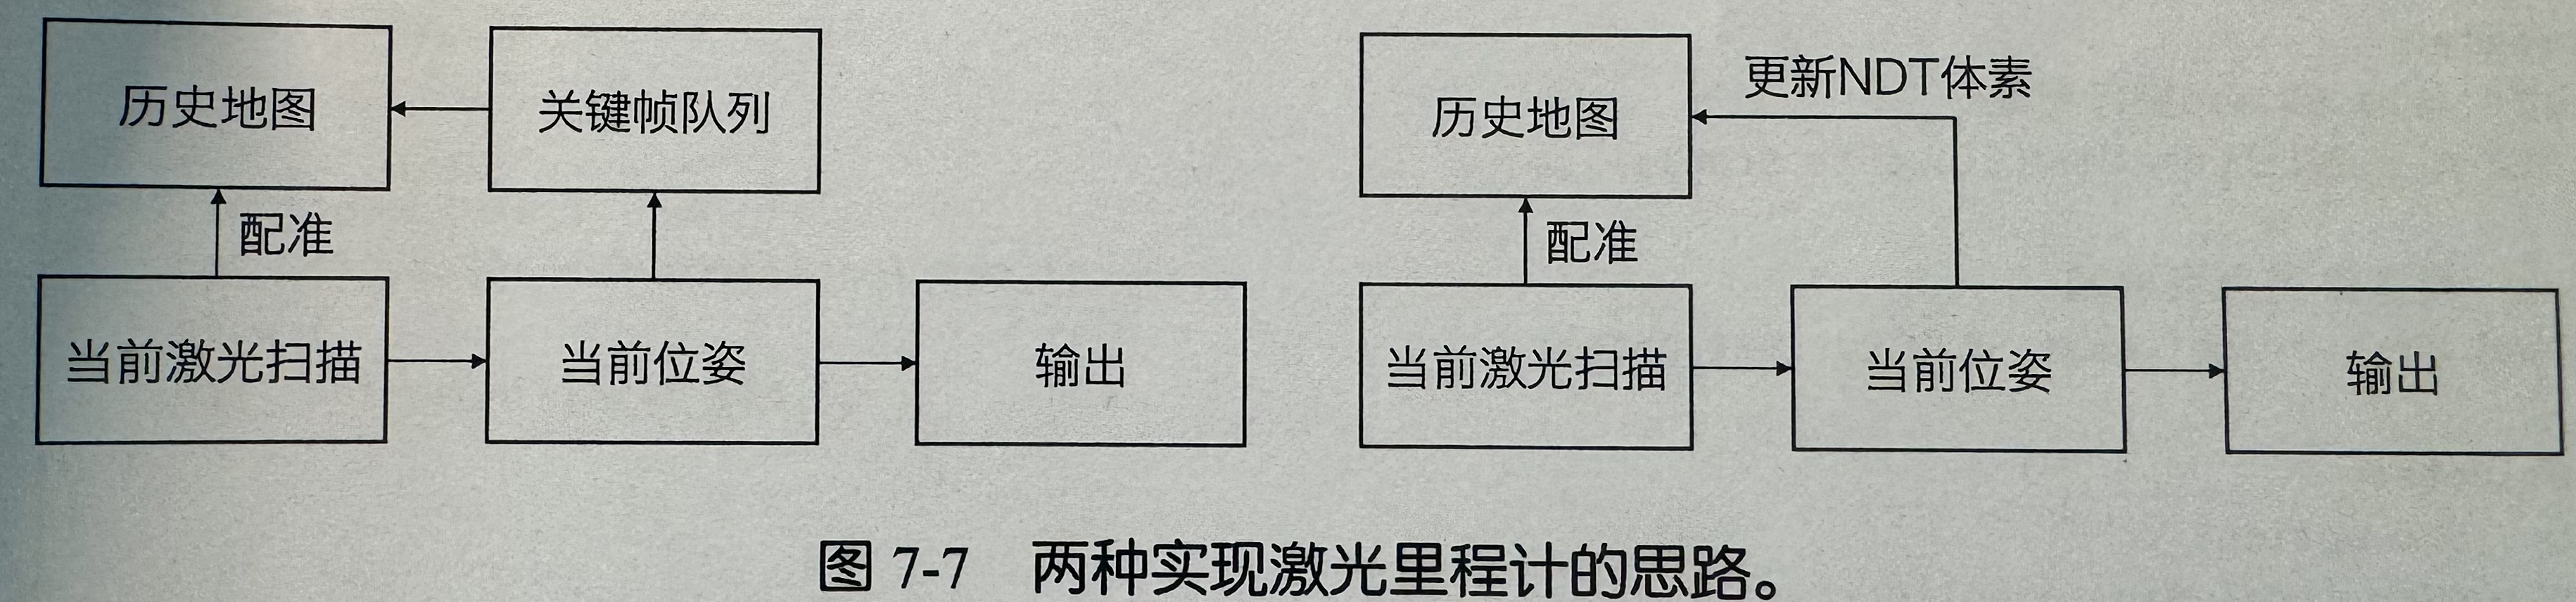 历史地图
关键帧队列
配准
当前激光扫描
当前位姿
输出
历史地图
更新NDT体素
配准
当前激光扫描
当前位姿
输出
图 7-7 两种实现激光里程计的思路。